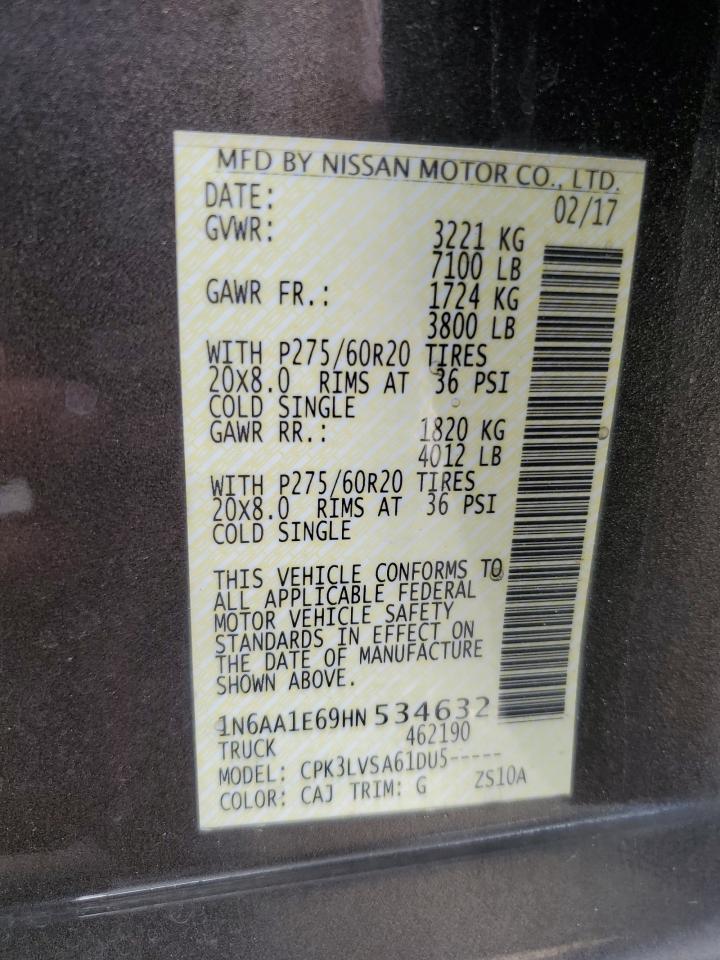 MFD BY NISSAN MOTOR CO., LTD.
DATE: 02/17
GVWR: 3221 KG
7100 LB
GAWR FR.: 1724 KG
3800 LB
WITH P275/60R20 TIRES
20X8.0 RIMS AT 36 PSI
COLD SINGLE
GAWR RR.: 1820 KG
4012 LB
WITH P275/60R20 TIRES
20X8.0 RIMS AT 36 PSI
COLD SINGLE
THIS VEHICLE CONFORMS TO
ALL APPLICABLE FEDERAL
MOTOR VEHICLE SAFETY
STANDARDS IN EFFECT ON
THE DATE OF MANUFACTURE
SHOWN ABOVE.
1N6AA1E69HN534632
TRUCK 462190
MODEL: CPK3LVSA61DU5-----
COLOR: CAJ TRIM: G ZS10A